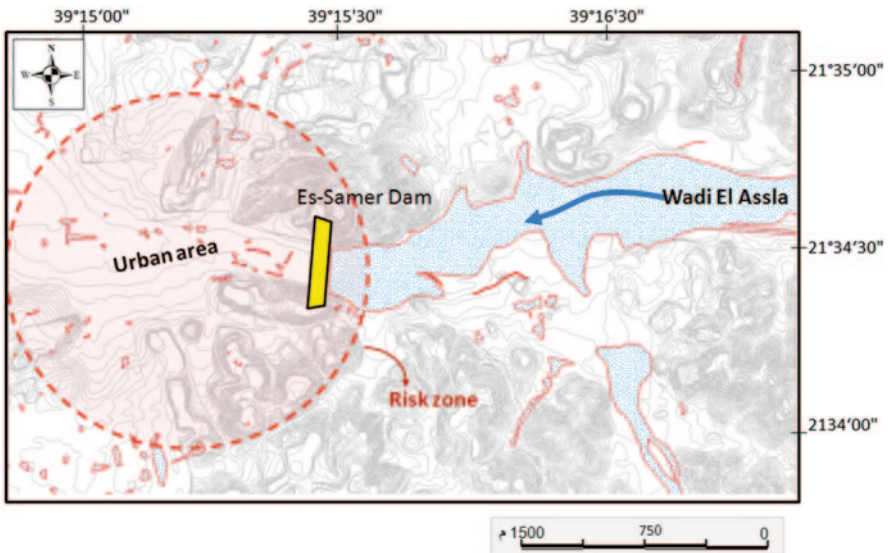 39°15'00" 39°15'30" 39°16'30"
N
W E
S
21°35'00"
Es-Samer Dam
Wadi El Assla
Urban area
21°34'30"
Risk zone
2134'00"
م 1500 750 0